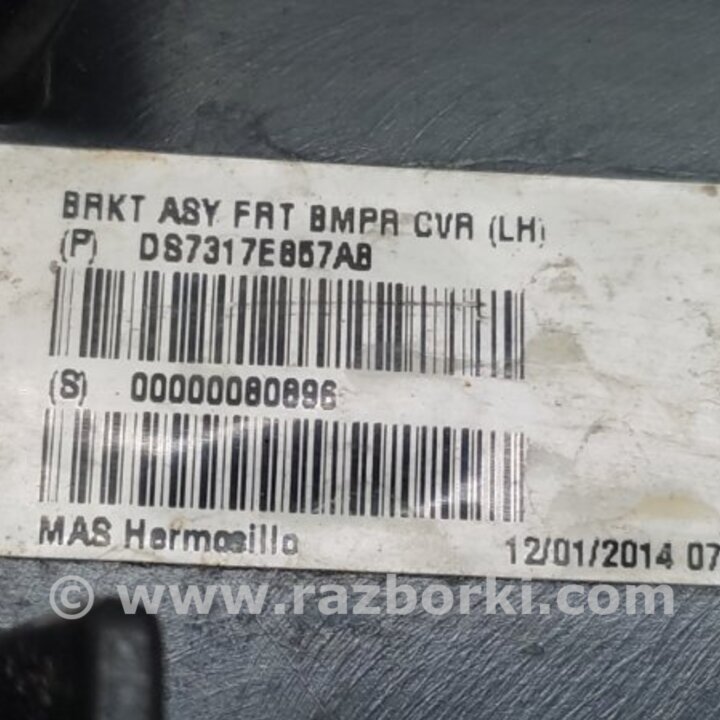 BRKT ASY FRT BMPR CVR (LH)
(P) DS7317E857AB
(S) 00000080896
MAS Hermosillo
12/01/2014 07
© www.razborki.com